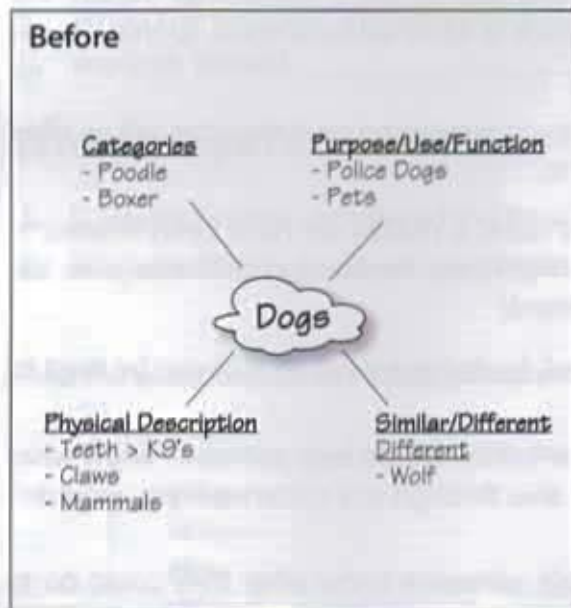 Before
Categories
- Poodle
- Boxer
Purpose/Use/Function
- Police Dogs
- Pets
Dogs
Physical Description
- Teeth > K9's
- Claws
- Mammals
Similar/Different
Different
- Wolf